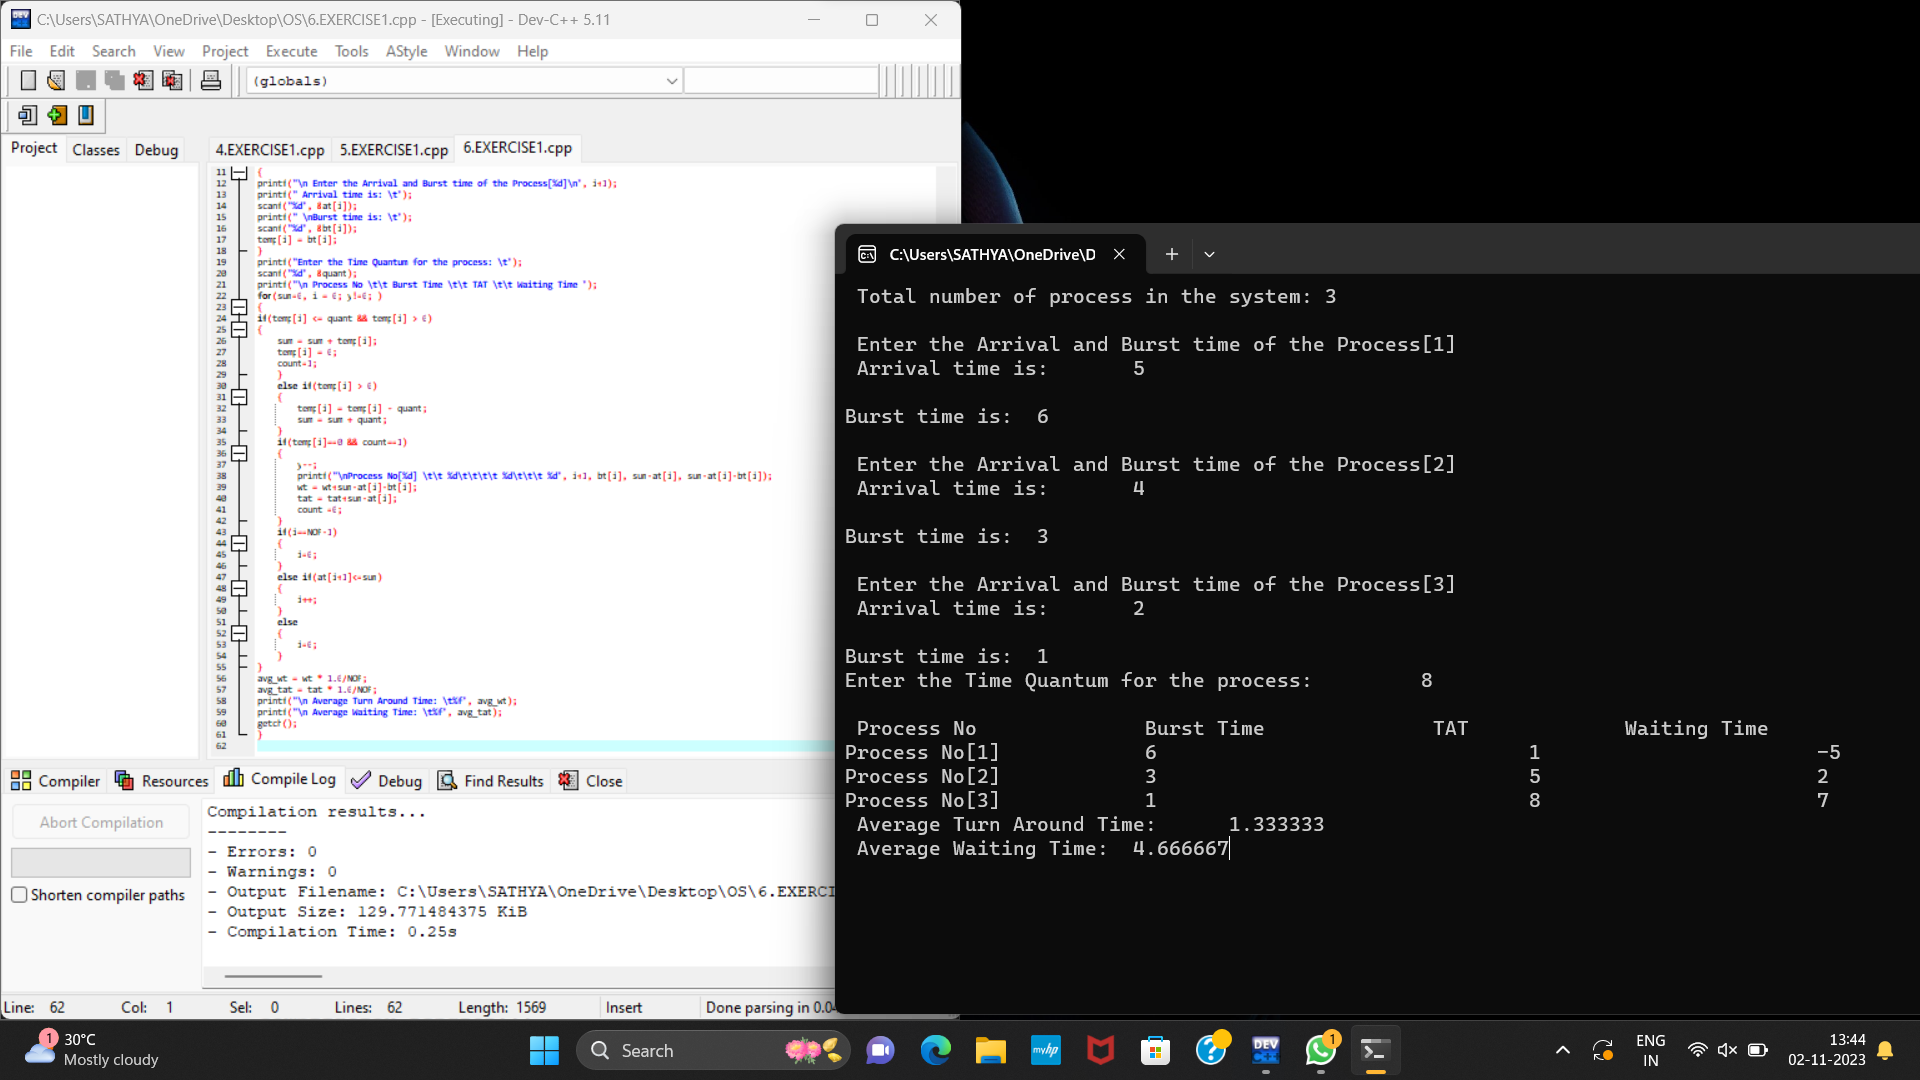 C:\Users\SATHYA\OneDrive\Desktop\OS\6.EXERCISE1.cpp - [Executing] - Dev-C++ 5.11
File Edit Search View Project Execute Tools AStyle Window Help
(globals)
Project Classes Debug
4.EXERCISE1.cpp 5.EXERCISE1.cpp 6.EXERCISE1.cpp
11 {
12 printf("\n Enter the Arrival and Burst time of the Process[%d]\n", i+1);
13 printf(" Arrival time is: \t");
14 scanf("%d", &at[i]);
15 printf(" \nBurst time is: \t");
16 scanf("%d", &bt[i]);
17 temp[i] = bt[i];
18 }
19 printf("Enter the Time Quantum for the process: \t");
20 scanf("%d", &quant);
21 printf("\n Process No \t\t Burst Time \t\t TAT \t\t Waiting Time ");
22 for(sum=0, i = 0; y!=0; )
23 {
24 if(temp[i] <= quant && temp[i] > 0)
25 {
26 sum = sum + temp[i];
27 temp[i] = 0;
28 count=1;
29 }
30 else if(temp[i] > 0)
31 {
32 temp[i] = temp[i] - quant;
33 sum = sum + quant;
34 }
35 if(temp[i]==0 && count==1)
36 {
37 y--;
38 printf("\nProcess No[%d] \t\t %d\t\t\t\t %d\t\t\t %d", i+1, bt[i], sum-at[i], sum-at[i]-bt[i]);
39 wt = wt+sum-at[i]-bt[i];
40 tat = tat+sum-at[i];
41 count =0;
42 }
43 if(i==NOP-1)
44 {
45 i=0;
46 }
47 else if(at[i+1]<=sum)
48 {
49 i++;
50 }
51 else
52 {
53 i=0;
54 }
55 }
56 avg_wt = wt * 1.0/NOP;
57 avg_tat = tat * 1.0/NOP;
58 printf("\n Average Turn Around Time: \t%f", avg_wt);
59 printf("\n Average Waiting Time: \t%f", avg_tat);
60 getch();
61 }
62
Compiler Resources Compile Log Debug Find Results Close
Abort Compilation
Shorten compiler paths
Compilation results...
--------
- Errors: 0
- Warnings: 0
- Output Filename: C:\Users\SATHYA\OneDrive\Desktop\OS\6.EXERCI
- Output Size: 129.771484375 KiB
- Compilation Time: 0.25s
Line: 62 Col: 1 Sel: 0 Lines: 62 Length: 1569 Insert Done parsing in 0.0
C:\Users\SATHYA\OneDrive\D
Total number of process in the system: 3
Enter the Arrival and Burst time of the Process[1]
Arrival time is: 5
Burst time is: 6
Enter the Arrival and Burst time of the Process[2]
Arrival time is: 4
Burst time is: 3
Enter the Arrival and Burst time of the Process[3]
Arrival time is: 2
Burst time is: 1
Enter the Time Quantum for the process: 8
Process No Burst Time TAT Waiting Time
Process No[1] 6 1 -5
Process No[2] 3 5 2
Process No[3] 1 8 7
Average Turn Around Time: 1.333333
Average Waiting Time: 4.666667
1
30°C
Mostly cloudy
Search
myhp
DEV
C++
1
ENG
IN
13:44
02-11-2023